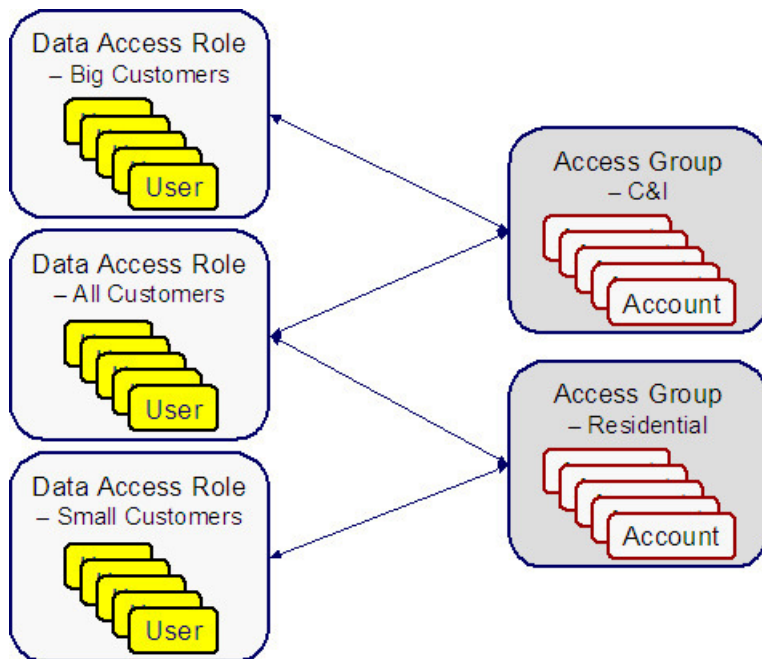 Data Access Role
– Big Customers
User
Data Access Role
– All Customers
User
Data Access Role
– Small Customers
User
Access Group
– C&I
Account
Access Group
– Residential
Account